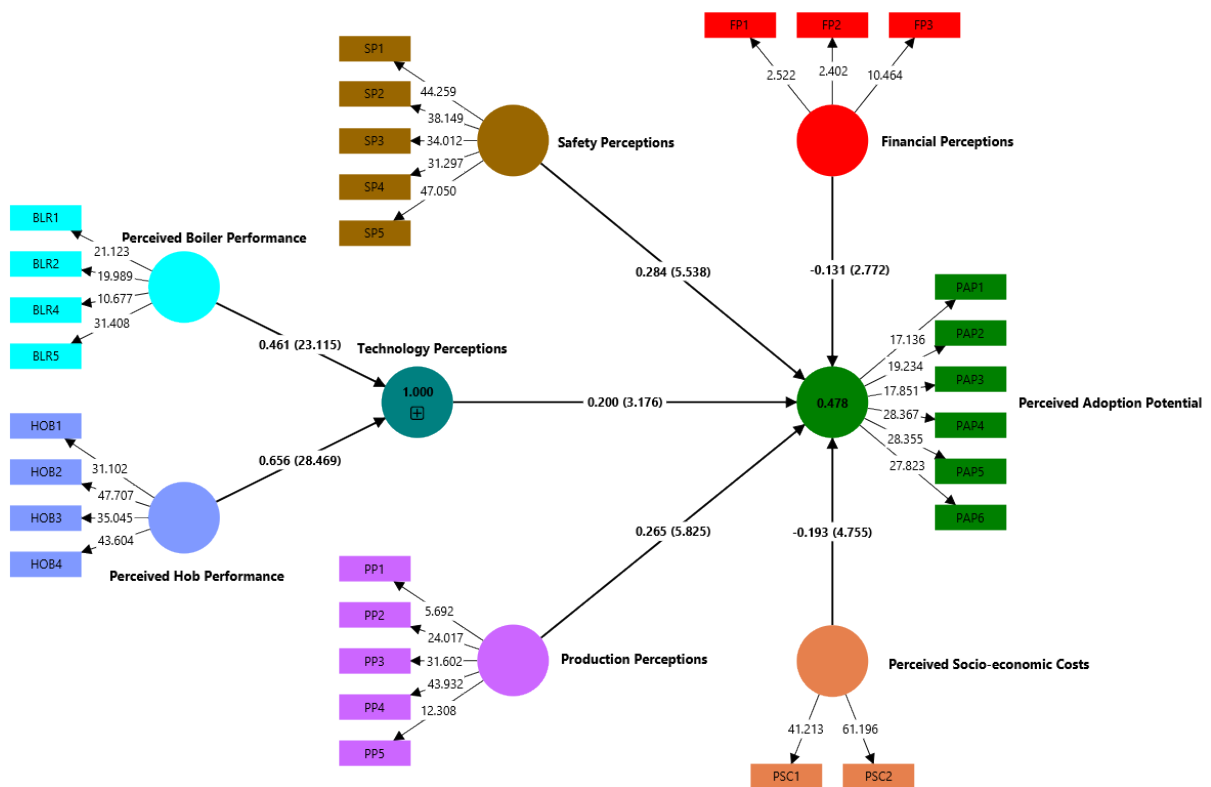 FP1
FP2
FP3
2.522
2.402
10.464
Financial Perceptions
SP1
SP2
SP3
SP4
SP5
44.259
38.149
34.012
31.297
47.050
Safety Perceptions
BLR1
BLR2
BLR4
BLR5
21.123
19.989
10.677
31.408
Perceived Boiler Performance
0.284 (5.538)
-0.131 (2.772)
0.461 (23.115)
Technology Perceptions
1.000
0.200 (3.176)
0.478
PAP1
PAP2
PAP3
PAP4
PAP5
PAP6
17.136
19.234
17.851
28.367
28.355
27.823
Perceived Adoption Potential
HOB1
HOB2
HOB3
HOB4
31.102
47.707
35.045
43.604
Perceived Hob Performance
0.656 (28.469)
0.265 (5.825)
-0.193 (4.755)
PP1
PP2
PP3
PP4
PP5
5.692
24.017
31.602
43.932
12.308
Production Perceptions
Perceived Socio-economic Costs
41.213
61.196
PSC1
PSC2